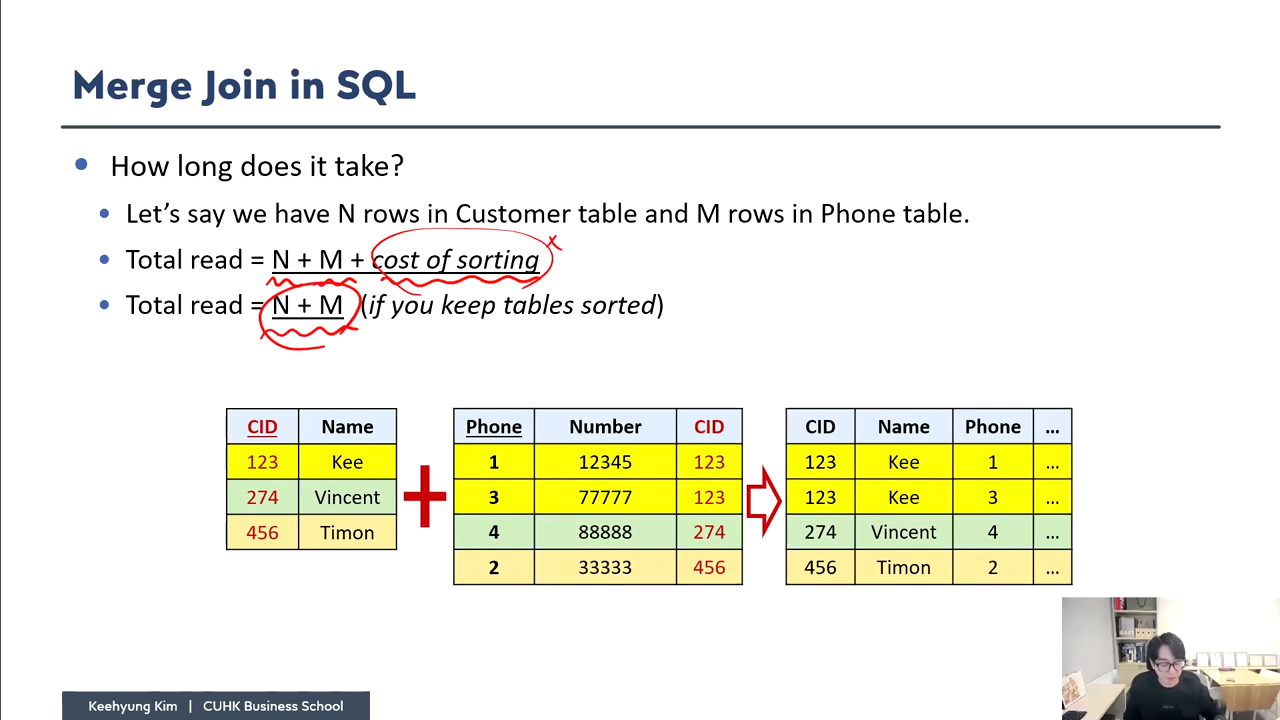 Merge Join in SQL
• How long does it take?
• Let's say we have N rows in Customer table and M rows in Phone table.
• Total read = N + M + cost of sorting
• Total read = N + M (if you keep tables sorted)
CID Name
123 Kee
274 Vincent
456 Timon
Phone Number CID
1 12345 123
3 77777 123
4 88888 274
2 33333 456
CID Name Phone ...
123 Kee 1 ...
123 Kee 3 ...
274 Vincent 4 ...
456 Timon 2 ...
Keehyung Kim | CUHK Business School